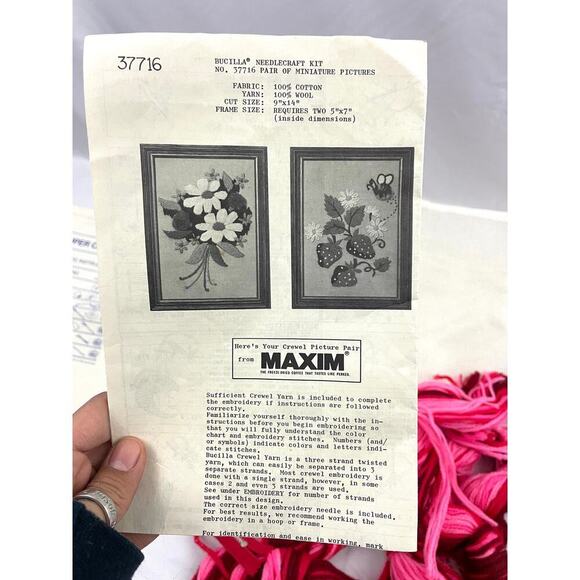 37716
BUCILLA® NEEDLECRAFT KIT
NO. 37716 PAIR OF MINIATURE PICTURES
FABRIC: 100% COTTON
YARN: 100% WOOL
CUT SIZE: 9"x14"
FRAME SIZE: REQUIRES TWO 5"x7"
(inside dimensions)
Here's Your Crewel Picture Pair
from MAXIM®
THE FREEZE-DRIED COFFEE THAT TASTES LIKE PERKED.
Sufficient Crewel Yarn is included to complete
the embroidery if instructions are followed
correctly.
Familiarize yourself thoroughly with the in-
structions before you begin embroidering so
that you will fully understand the color
chart and embroidery stitches. Numbers (and/
or symbols) indicate colors and letters indi-
cate stitches.
Bucilla Crewel Yarn is a three strand twisted
yarn, which can easily be separated into 3
separate strands. Most crewel embroidery is
done with a single strand, however, in some
cases 2 and even 3 strands are used.
See under EMBROIDERY for number of strands
used in this design.
The correct size embroidery needle is included.
For best results, we recommend working the
embroidery in a hoop or frame.
For identification and ease in working, mark